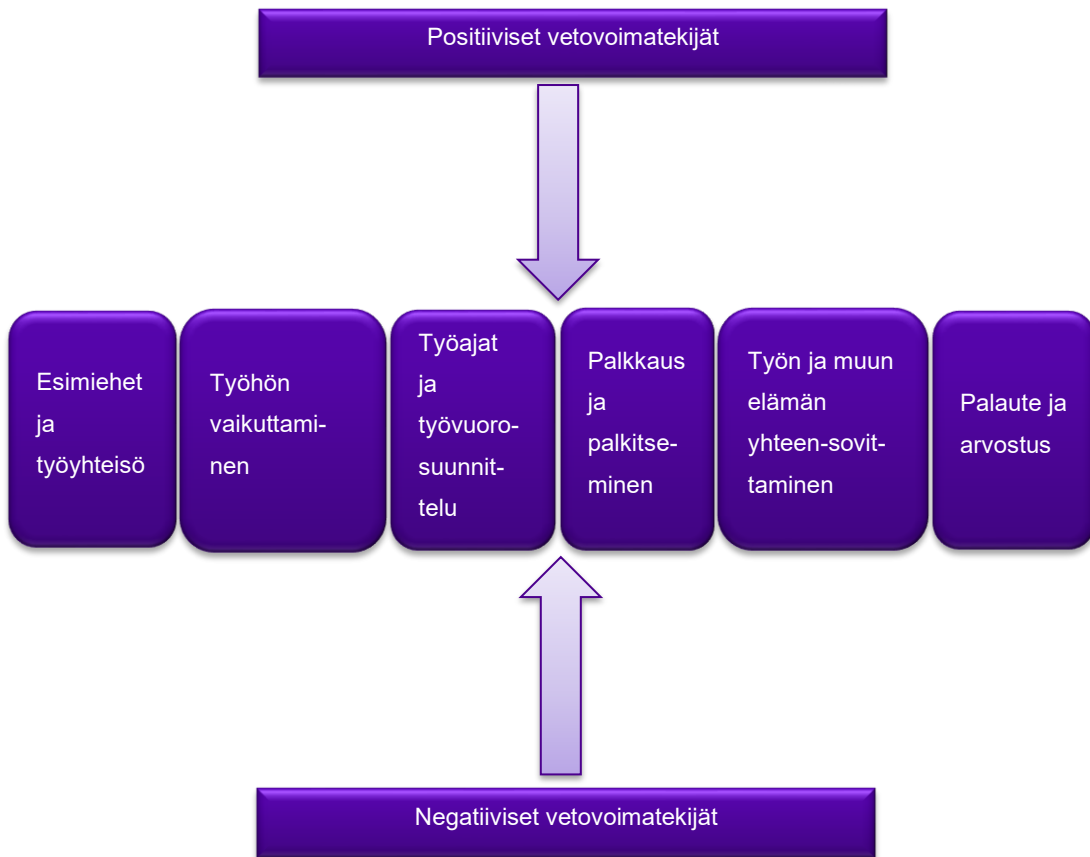 Positiiviset vetovoimatekijät
Esimiehet
ja
työyhteisö
Työhön
vaikuttami-
nen
Työajat
ja
työvuoro-
suunnit-
telu
Palkkaus
ja
palkitse-
minen
Työn ja muun
elämän
yhteen-sovit-
taminen
Palaute ja
arvostus
Negatiiviset vetovoimatekijät